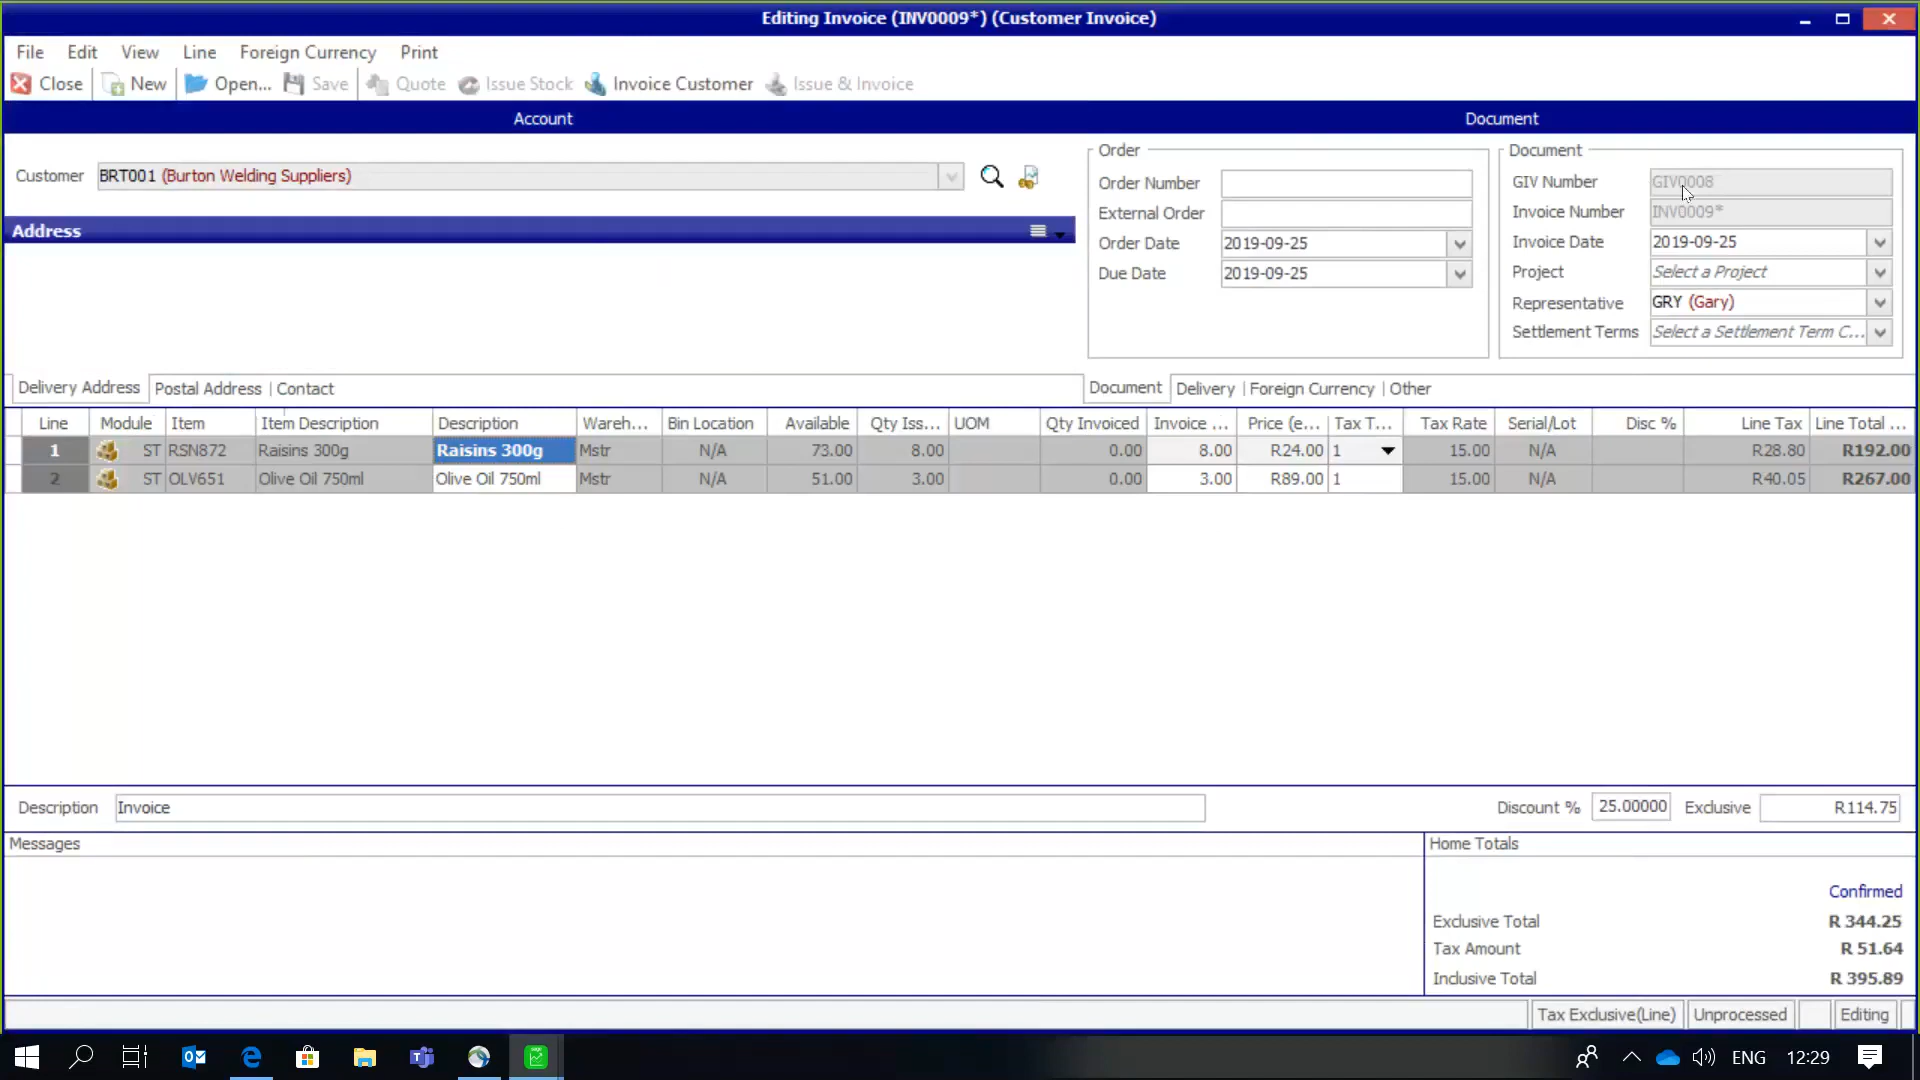 Editing Invoice (INV0009*) (Customer Invoice)
File Edit View Line Foreign Currency Print
Close New Open... Save Quote Issue Stock Invoice Customer Issue & Invoice
Account Document
Customer BRT001 (Burton Welding Suppliers)
Address
Order
Order Number
External Order
Order Date 2019-09-25
Due Date 2019-09-25
Document
GIV Number GIV0008
Invoice Number INV0009*
Invoice Date 2019-09-25
Project Select a Project
Representative GRY (Gary)
Settlement Terms Select a Settlement Term C...
Delivery Address Postal Address Contact Document Delivery Foreign Currency Other
Line Module Item Item Description Description Wareh... Bin Location Available Qty Iss... UOM Qty Invoiced Invoice ... Price (e... Tax T... Tax Rate Serial/Lot Disc % Line Tax Line Total ...
1 ST RSN872 Raisins 300g Raisins 300g Mstr N/A 73.00 8.00 0.00 8.00 R24.00 1 15.00 N/A R28.80 R192.00
2 ST OLV651 Olive Oil 750ml Olive Oil 750ml Mstr N/A 51.00 3.00 0.00 3.00 R89.00 1 15.00 N/A R40.05 R267.00
Description Invoice Discount % 25.00000 Exclusive R114.75
Messages Home Totals
Confirmed
Exclusive Total R 344.25
Tax Amount R 51.64
Inclusive Total R 395.89
Tax Exclusive(Line) Unprocessed Editing
ENG 12:29